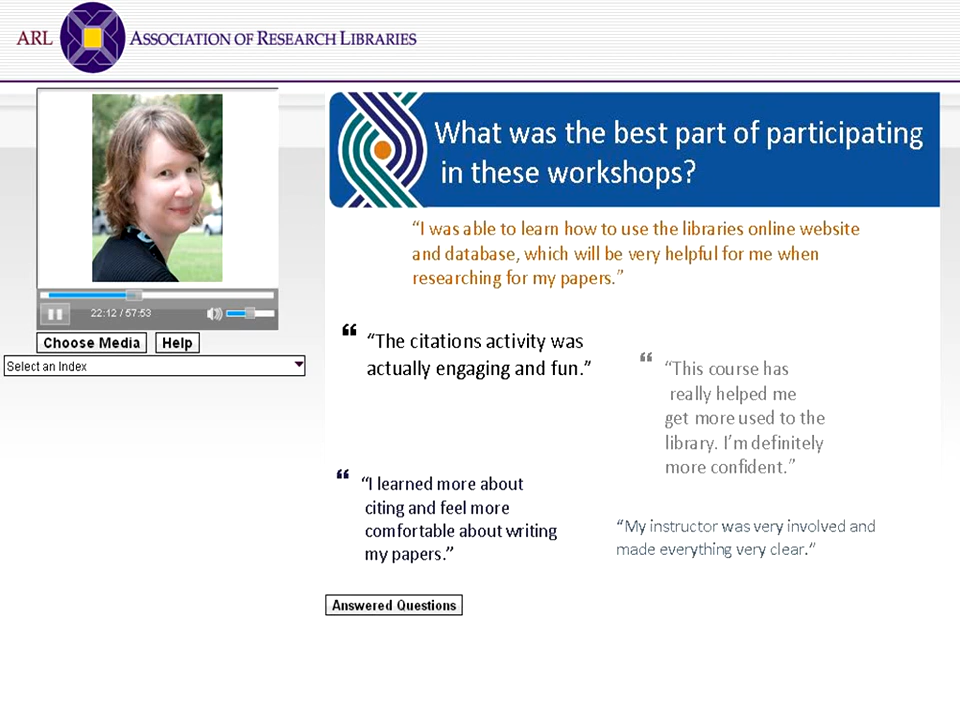 ARL ASSOCIATION OF RESEARCH LIBRARIES
22:12 / 57:53
Choose Media Help
Select an Index
What was the best part of participating
in these workshops?
“I was able to learn how to use the libraries online website
and database, which will be very helpful for me when
researching for my papers.”
“ “The citations activity was
actually engaging and fun.”
“ “This course has
really helped me
get more used to the
library. I’m definitely
more confident.”
“ “I learned more about
citing and feel more
comfortable about writing
my papers.”
“My instructor was very involved and
made everything very clear.”
Answered Questions